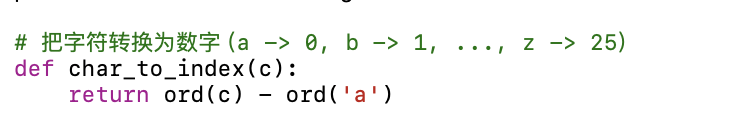 # 把字符转换为数字(a -> 0, b -> 1, ..., z -> 25)
def char_to_index(c):
    return ord(c) - ord('a')